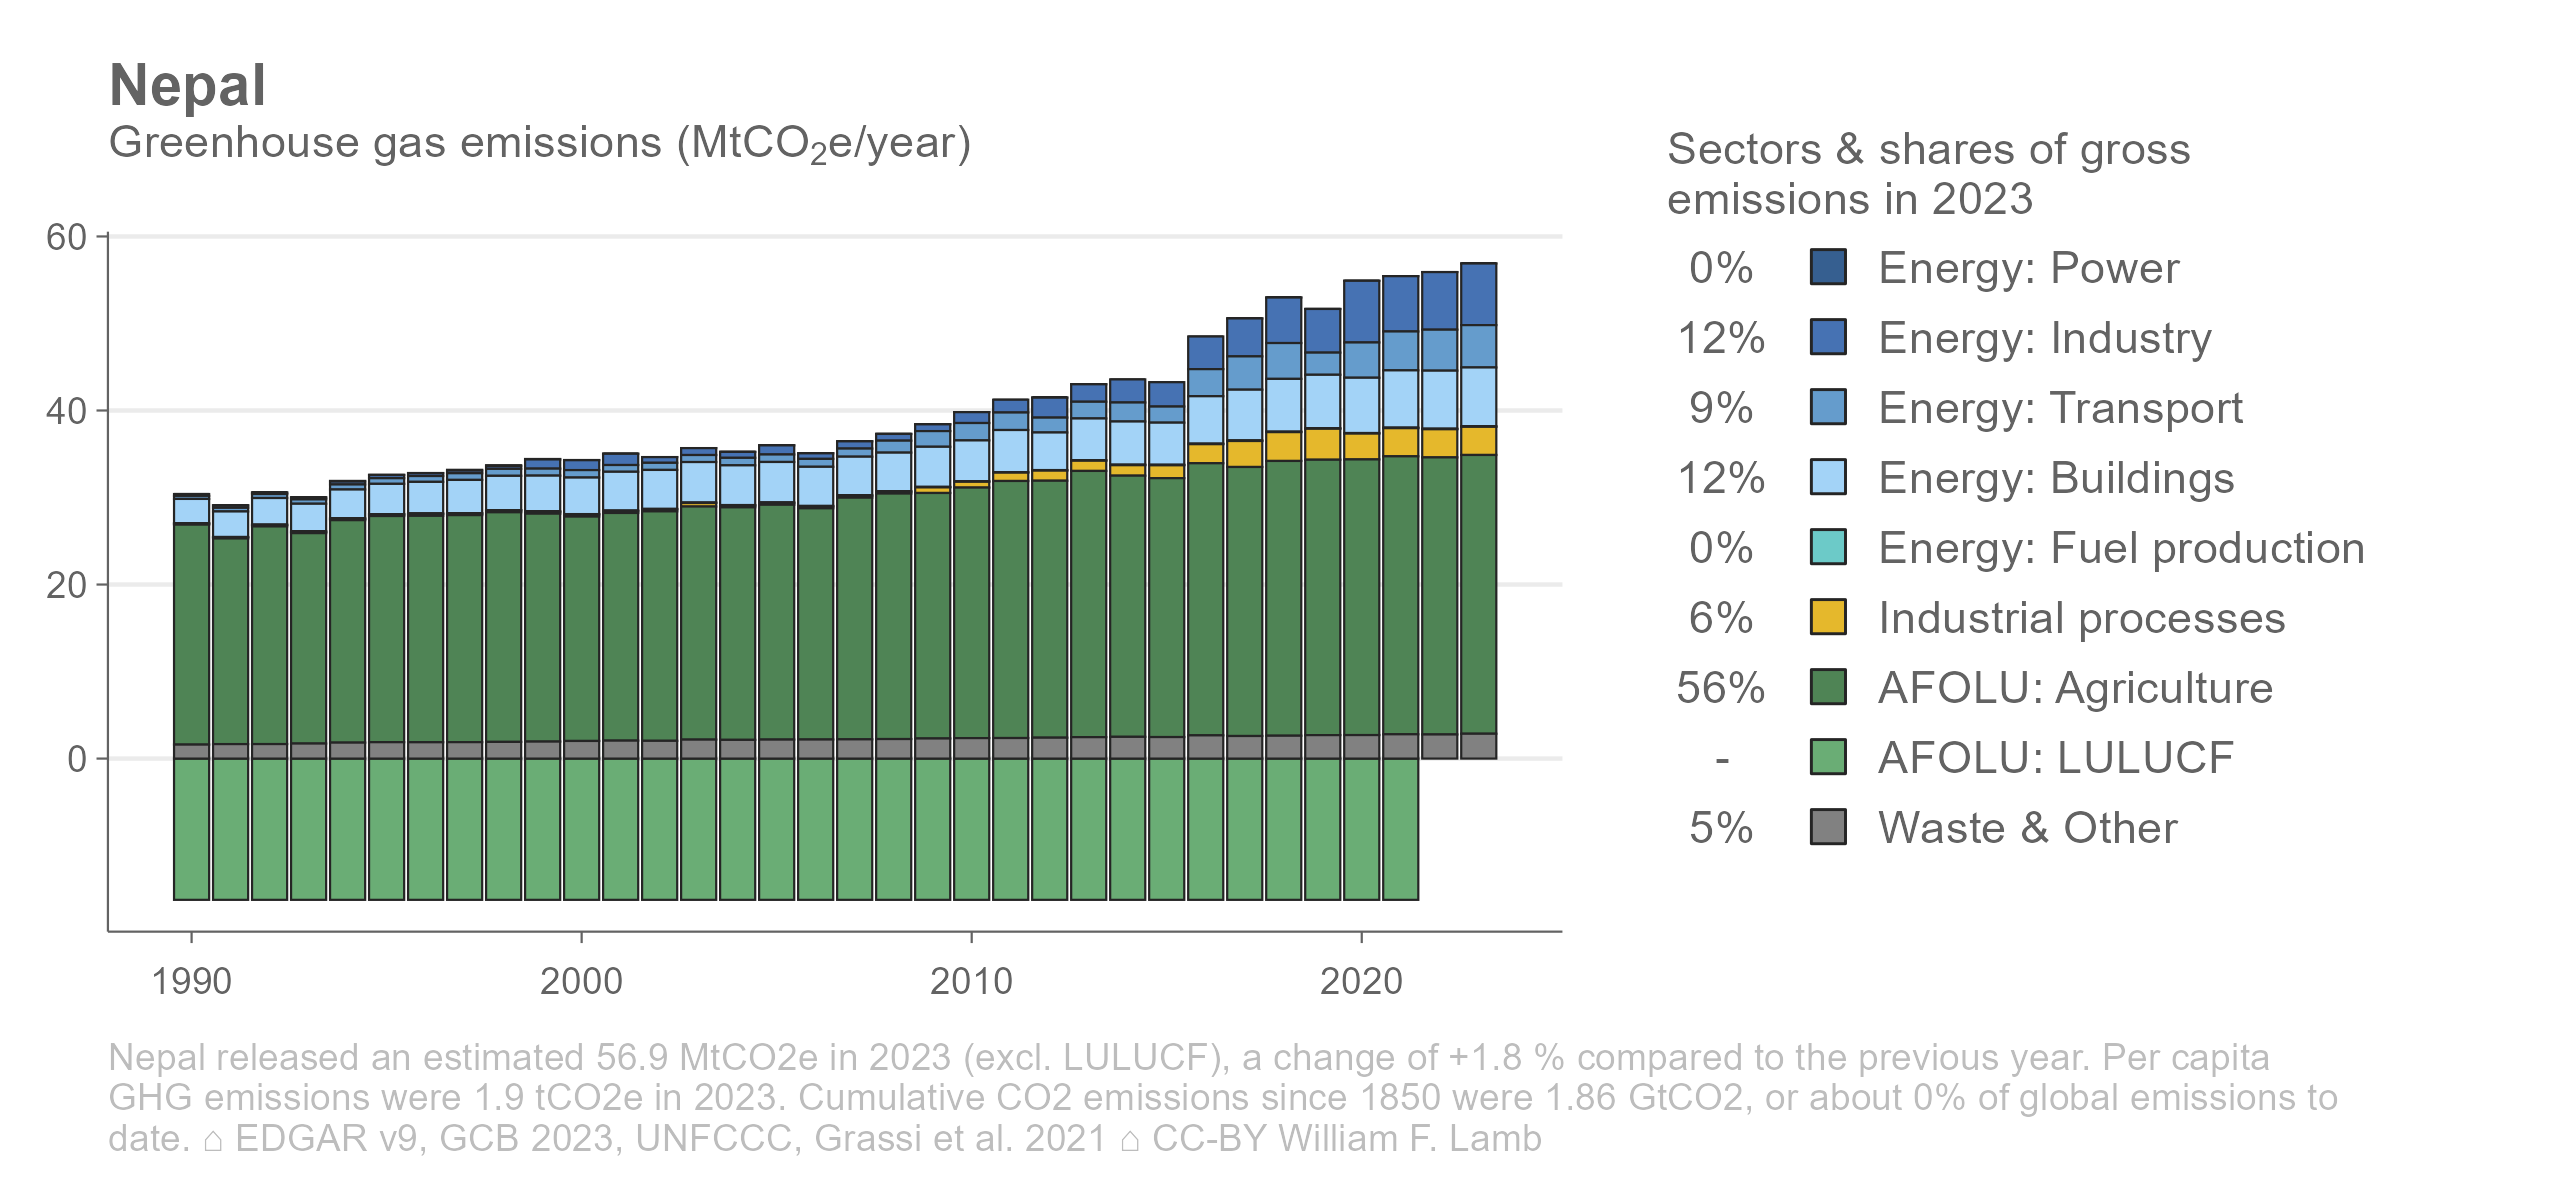 Nepal
Greenhouse gas emissions (MtCO₂e/year)
Sectors & shares of gross
emissions in 2023
60
40
20
0
0% Energy: Power
12% Energy: Industry
9% Energy: Transport
12% Energy: Buildings
0% Energy: Fuel production
6% Industrial processes
56% AFOLU: Agriculture
- AFOLU: LULUCF
5% Waste & Other
1990 2000 2010 2020
Nepal released an estimated 56.9 MtCO2e in 2023 (excl. LULUCF), a change of +1.8 % compared to the previous year. Per capita
GHG emissions were 1.9 tCO2e in 2023. Cumulative CO2 emissions since 1850 were 1.86 GtCO2, or about 0% of global emissions to
date. ⌂ EDGAR v9, GCB 2023, UNFCCC, Grassi et al. 2021 ⌂ CC-BY William F. Lamb